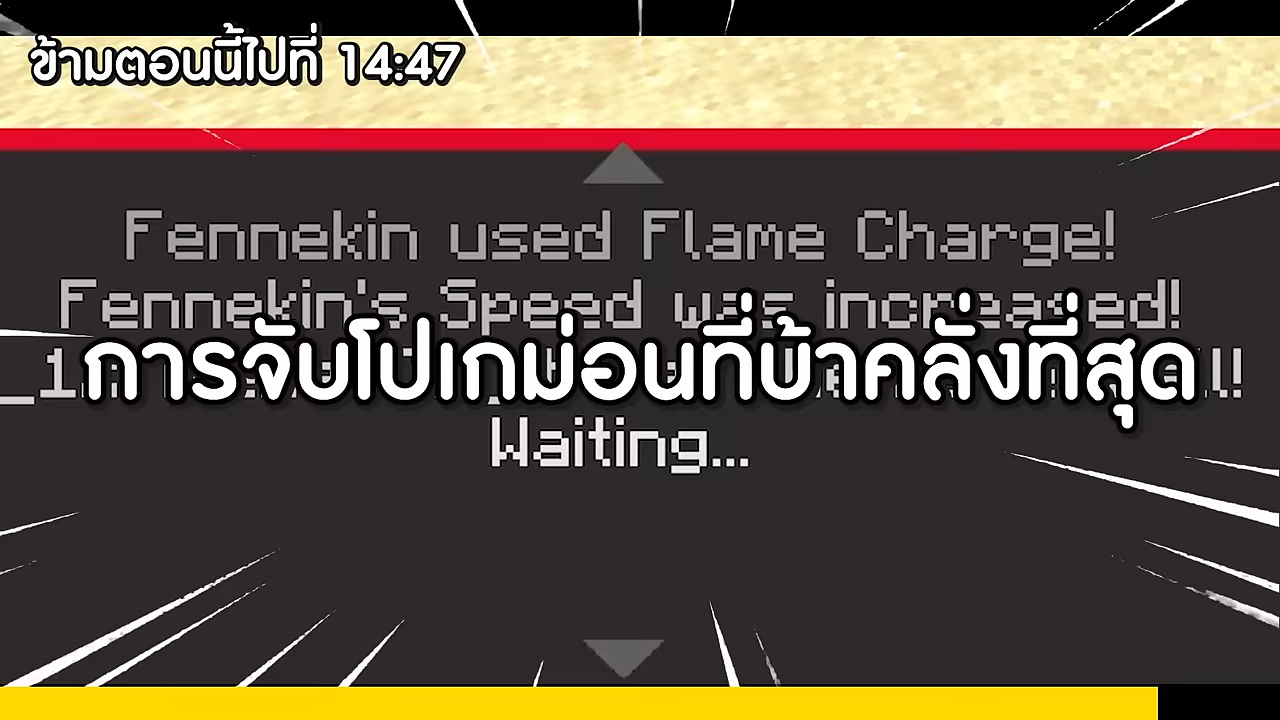 ข้ามตอนนี้ไปที่ 14:47
Fennekin used Flame Charge!
Fennekin's Speed was increased!
การจับโปเกม่อนที่บ้าคลั่งที่สุด
Waiting...